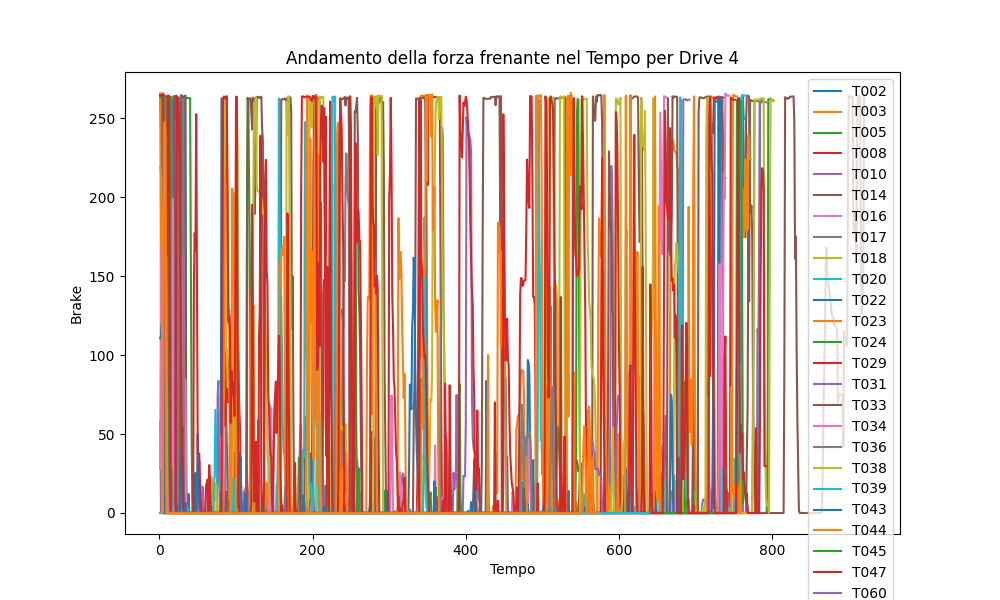 Andamento della forza frenante nel Tempo per Drive 4
Brake
250
200
150
100
50
0
0 200 400 600 800
Tempo
T002
T003
T005
T008
T010
T014
T016
T017
T018
T020
T022
T023
T024
T029
T031
T033
T034
T036
T038
T039
T043
T044
T045
T047
T060